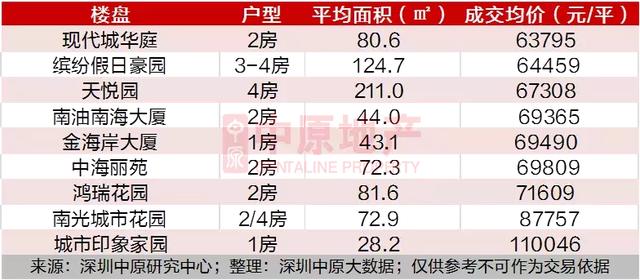 楼盘 户型 平均面积（㎡） 成交均价（元/平）
现代城华庭 2房 80.6 63795
缤纷假日豪园 3-4房 124.7 64459
天悦园 4房 211.0 67308
南油南海大厦 2房 44.0 69365
金海岸大厦 1房 43.1 69490
中海丽苑 2房 72.3 69809
鸿瑞花园 2房 81.6 71609
南光城市花园 2/4房 72.9 87757
城市印象家园 1房 28.2 110046
来源：深圳中原研究中心；整理：深圳中原大数据；仅供参考不可作为交易依据
中原地产
CENTALINE PROPERTY